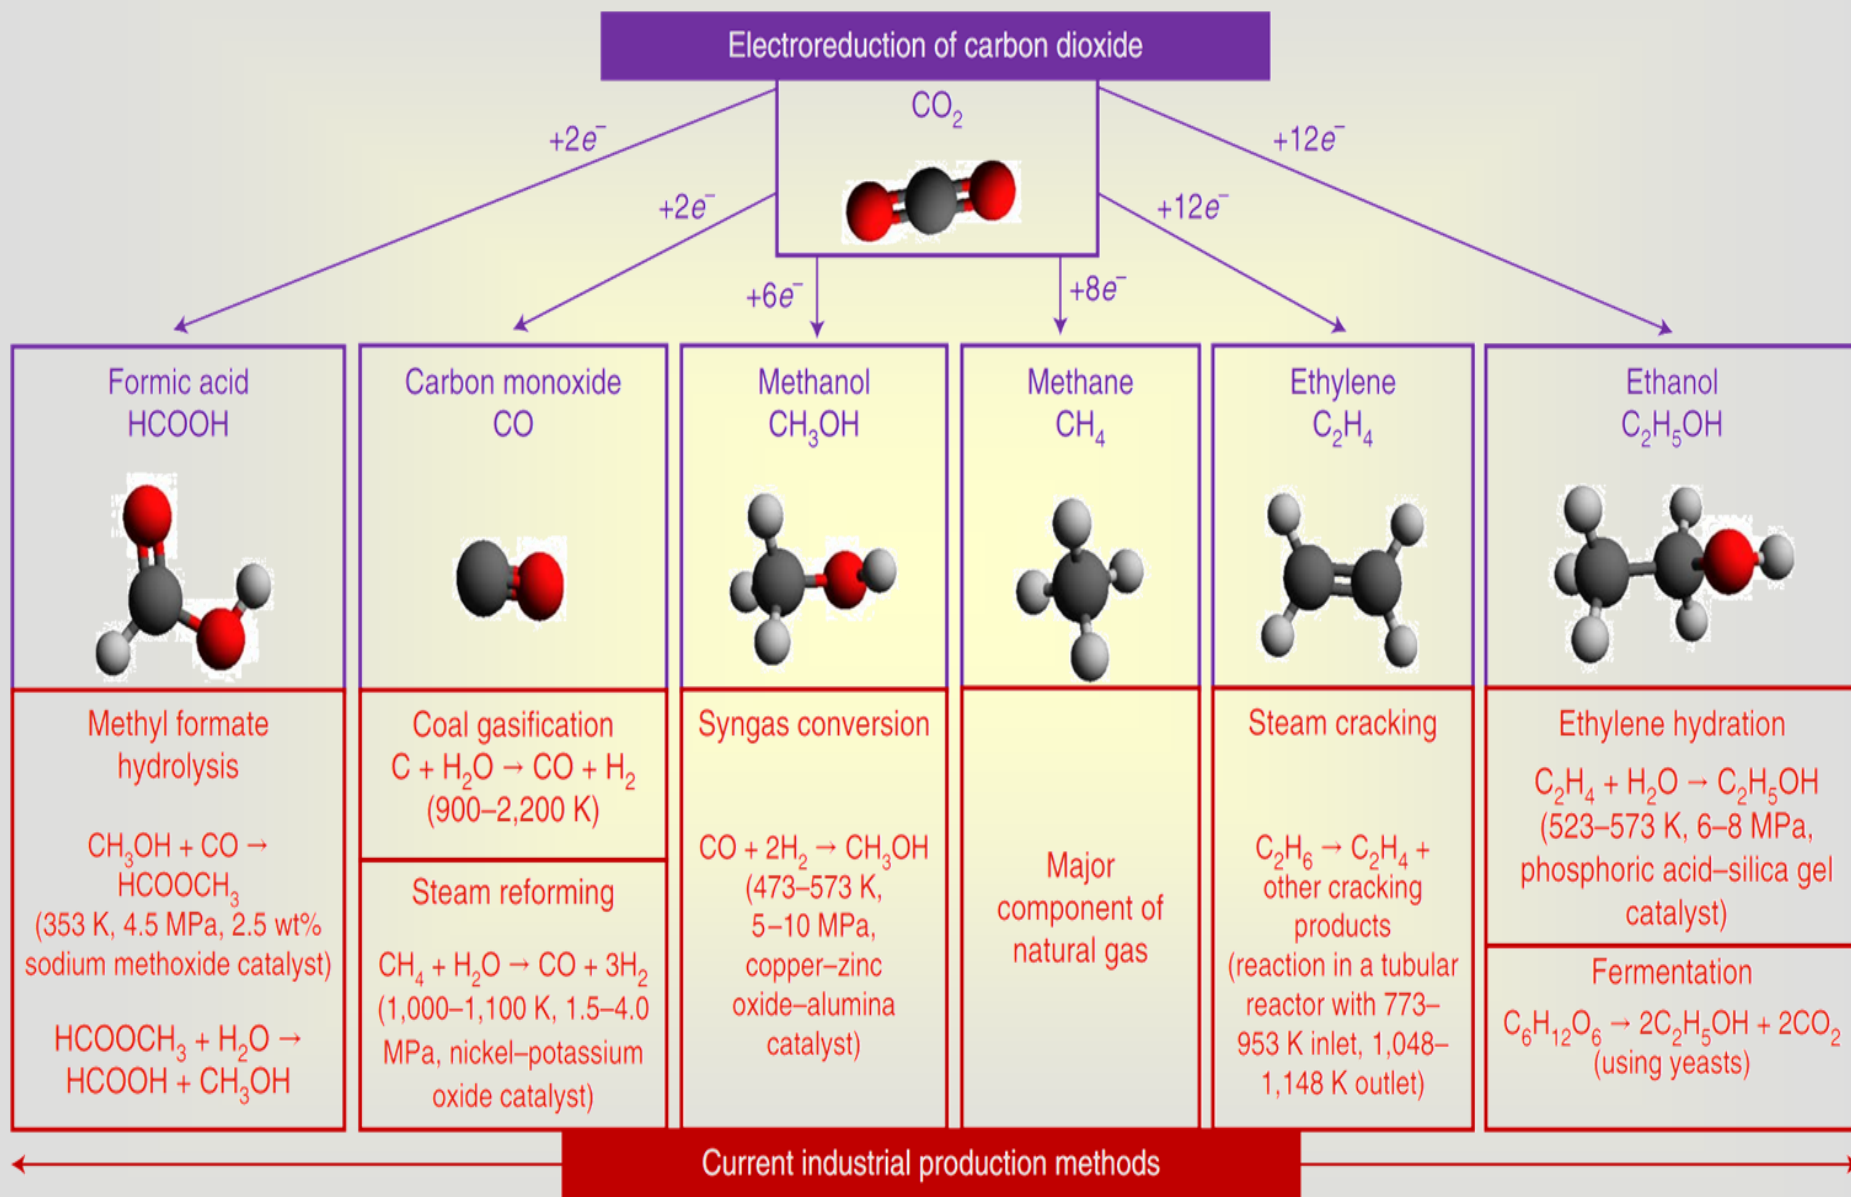 Electroreduction of carbon dioxide
CO₂
+2e⁻
+2e⁻
+6e⁻
+8e⁻
+12e⁻
+12e⁻
Formic acid
HCOOH
Carbon monoxide
CO
Methanol
CH₃OH
Methane
CH₄
Ethylene
C₂H₄
Ethanol
C₂H₅OH
Methyl formate
hydrolysis
CH₃OH + CO →
HCOOCH₃
(353 K, 4.5 MPa, 2.5 wt%
sodium methoxide catalyst)
HCOOCH₃ + H₂O →
HCOOH + CH₃OH
Coal gasification
C + H₂O → CO + H₂
(900–2,200 K)
Steam reforming
CH₄ + H₂O → CO + 3H₂
(1,000–1,100 K, 1.5–4.0
MPa, nickel–potassium
oxide catalyst)
Syngas conversion
CO + 2H₂ → CH₃OH
(473–573 K,
5–10 MPa,
copper–zinc
oxide–alumina
catalyst)
Major
component of
natural gas
Steam cracking
C₂H₆ → C₂H₄ +
other cracking
products
(reaction in a tubular
reactor with 773–
953 K inlet, 1,048–
1,148 K outlet)
Ethylene hydration
C₂H₄ + H₂O → C₂H₅OH
(523–573 K, 6–8 MPa,
phosphoric acid–silica gel
catalyst)
Fermentation
C₆H₁₂O₆ → 2C₂H₅OH + 2CO₂
(using yeasts)
Current industrial production methods